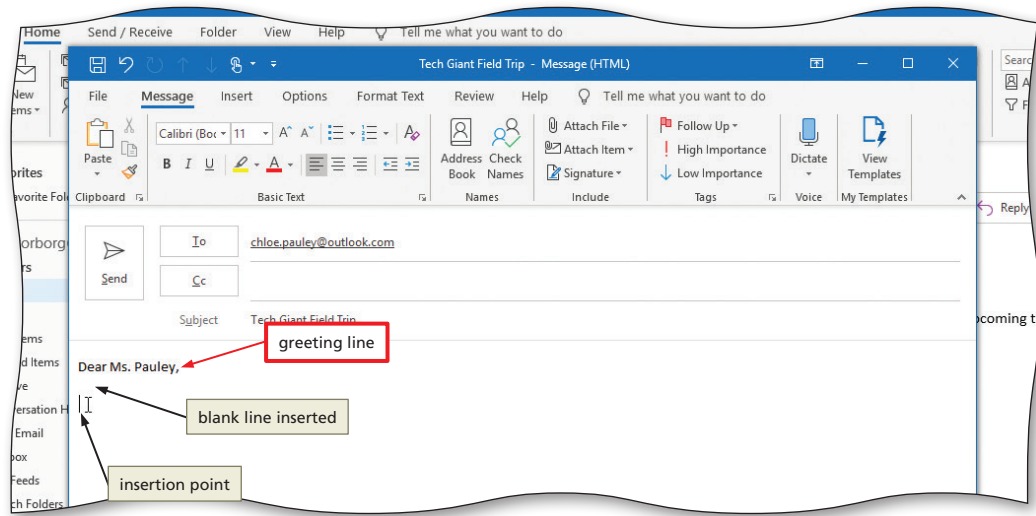 Home Send / Receive Folder View Help Tell me what you want to do
Tech Giant Field Trip - Message (HTML)
Searc
New
ems
File Message Insert Options Format Text Review Help Tell me what you want to do
Calibri (Boc 11
A^ A˅
Attach File
Follow Up
Attach Item
High Importance
Signature
Low Importance
Paste
B I U A
Address Book
Check Names
Dictate
View Templates
Clipboard Basic Text Names Include Tags Voice My Templates
orites
avorite Fol
Reply
orborg
rs
Send
To chloe.pauley@outlook.com
Cc
Subject Tech Giant Field Trip
pcoming t
greeting line
ems
d Items
ve
ersation H
Email
box
Feeds
ch Folders
Dear Ms. Pauley,
blank line inserted
insertion point